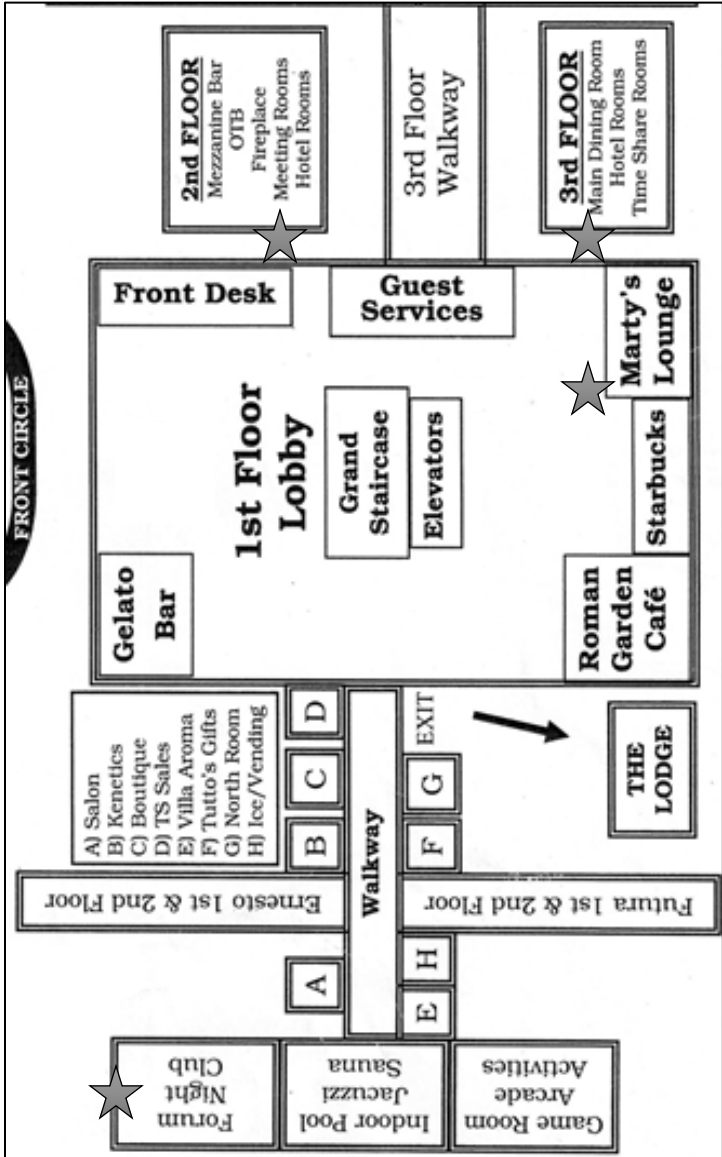 FRONT CIRCLE
2nd FLOOR
Mezzanine Bar
OTB
Fireplace
Meeting Rooms
Hotel Rooms
3rd Floor
Walkway
3rd FLOOR
Main Dining Room
Hotel Rooms
Time Share Rooms
Front Desk
Guest
Services
Marty's
Lounge
1st Floor
Lobby
Grand
Staircase
Elevators
Starbucks
Gelato
Bar
Roman
Garden
Café
A) Salon
B) Kenetics
C) Boutique
D) TS Sales
E) Villa Aroma
F) Tutto's Gifts
G) North Room
H) Ice/Vending
D
C
B
A
Walkway
EXIT
G
F
H
E
THE
LODGE
Ernesto 1st & 2nd Floor
Futura 1st & 2nd Floor
Forum
Night
Club
Indoor Pool
Jacuzzi
Sauna
Game Room
Arcade
Activities